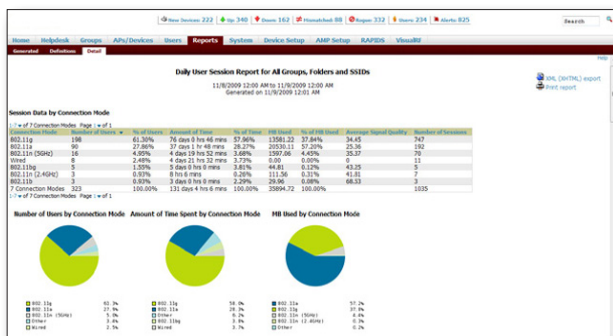 New Devices: 222 Up: 340 Down: 162 Mismatched: 88 Rogue: 332 Users: 234 Alerts: 825 Search
Home Helpdesk Groups APs/Devices Users Reports System Device Setup AMP Setup RAPIDS VisualRF
Generated Definitions Detail
Help
Daily User Session Report for All Groups, Folders and SSIDs
XML (XHTML) export
11/8/2009 12:00 AM to 11/9/2009 12:00 AM
Print report
Generated on 11/9/2009 12:01 AM
Session Data by Connection Mode
1-7 of 7 Connection Modes Page 1 of 1
Connection Mode Number of Users % of Users Amount of Time % of Time MB Used % of MB Used Average Signal Quality Number of Sessions
802.11g 198 61.30% 76 days 0 hrs 46 mins 57.96% 13581.22 37.84% 34.45 747
802.11a 90 27.86% 37 days 1 hr 48 mins 28.27% 20530.11 57.20% 25.36 192
802.11n (5GHz) 16 4.95% 4 days 19 hrs 52 mins 3.68% 1597.06 4.45% 35.37 70
Wired 8 2.48% 4 days 21 hrs 32 mins 3.73% 0.00 0.00% 0 11
802.11bg 5 1.55% 5 days 0 hrs 0 mins 3.81% 44.81 0.12% 43.25 5
802.11n (2.4GHz) 3 0.93% 8 hrs 6 mins 0.26% 111.56 0.31% 41.81 7
802.11b 3 0.93% 3 days 0 hrs 0 mins 2.29% 29.96 0.08% 68.33 3
7 Connection Modes 323 100.00% 131 days 4 hrs 6 mins 100.00% 35894.72 100.00% 1035
1-7 of 7 Connection Modes Page 1 of 1
Number of Users by Connection Mode Amount of Time Spent by Connection Mode MB Used by Connection Mode
802.11g 61.3% 802.11g 58.0% 802.11a 57.2%
802.11a 27.9% 802.11a 28.3% 802.11g 37.8%
802.11n (5GHz) 5.0% Other 6.2% 802.11n (5GHz) 4.4%
Other 3.4% 802.11bg 3.8% 802.11n (2.4GHz) 0.3%
Wired 2.5% Wired 3.7% Other 0.2%